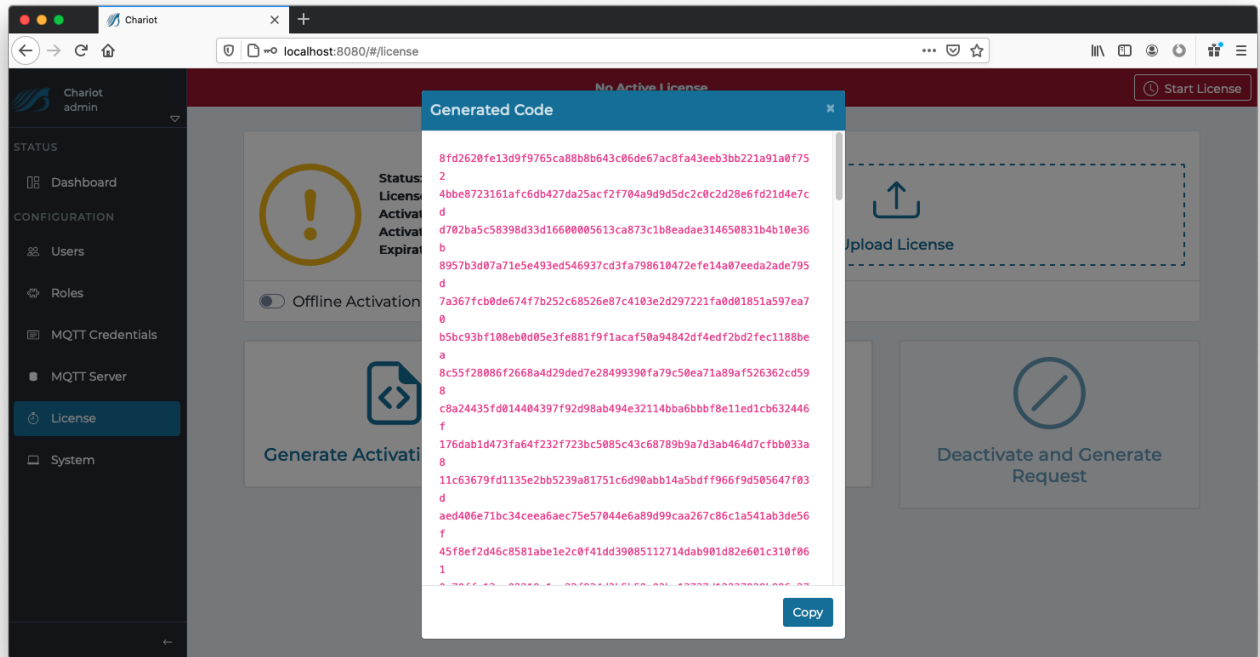 Chariot
localhost:8080/#/license
Chariot
admin
No Active License
Start License
STATUS
Dashboard
CONFIGURATION
Users
Roles
MQTT Credentials
MQTT Server
License
System
Status:
Licens
Activat
Activat
Expirat
Offline Activation
Upload License
Generate Activati
Deactivate and Generate
Request
Generated Code
8fd2620fe13d9f9765ca88b8b643c06de67ac8fa43eeb3bb221a91a0f75
2
4bbe8723161afc6db427da25acf2f704a9d9d5dc2c0c2d28e6fd21d4e7c
d
d702ba5c58398d33d16600005613ca873c1b8eadae314650831b4b10e36
b
8957b3d07a71e5e493ed546937cd3fa798610472efe14a07eeda2ade795
d
7a367fcb0de674f7b252c68526e87c4103e2d297221fa0d01851a597ea7
0
b5bc93bf108eb0d05e3fe881f9f1acaf50a94842df4edf2bd2fec1188be
a
8c55f28086f2668a4d29ded7e28499390fa79c50ea71a89af526362cd59
8
c8a24435fd014404397f92d98ab494e32114bba6bbbf8e11ed1cb632446
f
176dab1d473fa64f232f723bc5085c43c68789b9a7d3ab464d7cfbb033a
8
11c63679fd1135e2bb5239a81751c6d90abb14a5bdff966f9d505647f03
d
aed406e71bc34ceea6aec75e57044e6a89d99caa267c86c1a541ab3de56
f
45f8ef2d46c8581abe1e2c0f41dd39085112714dab901d82e601c310f06
1
Copy